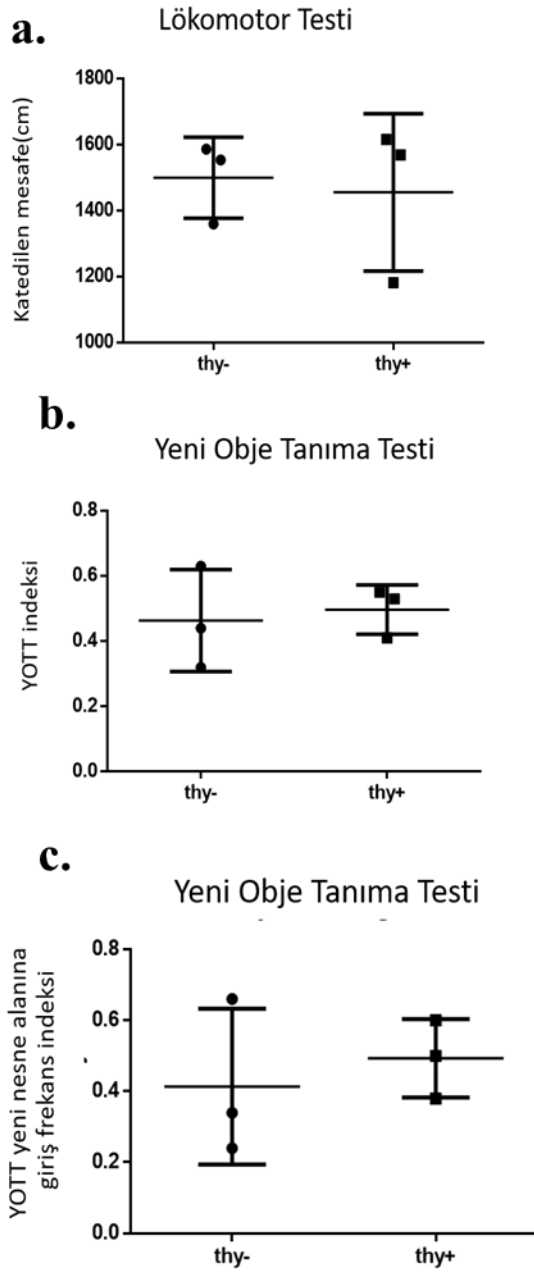 a.
Lökomotor Testi
Katedilen mesafe(cm)
1800
1600
1400
1200
1000
thy-
thy+
b.
Yeni Obje Tanıma Testi
YOTT indeksi
0.8
0.6
0.4
0.2
0.0
thy-
thy+
c.
Yeni Obje Tanıma Testi
YOTT yeni nesne alanına
giriş frekans indeksi
0.8
0.6
0.4
0.2
0.0
thy-
thy+